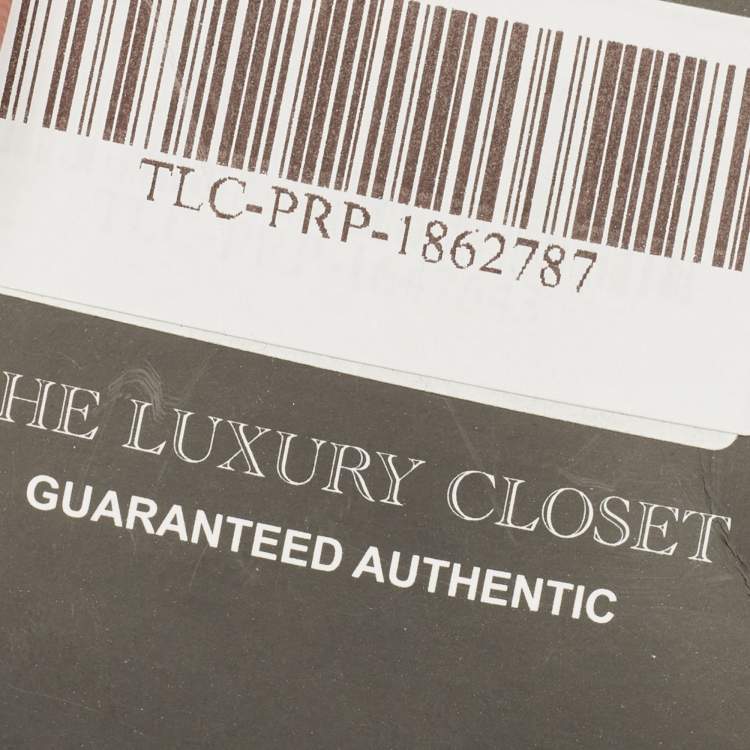 TLC-PRP-1862787
HE LUXURY CLOSET
GUARANTEED AUTHENTIC